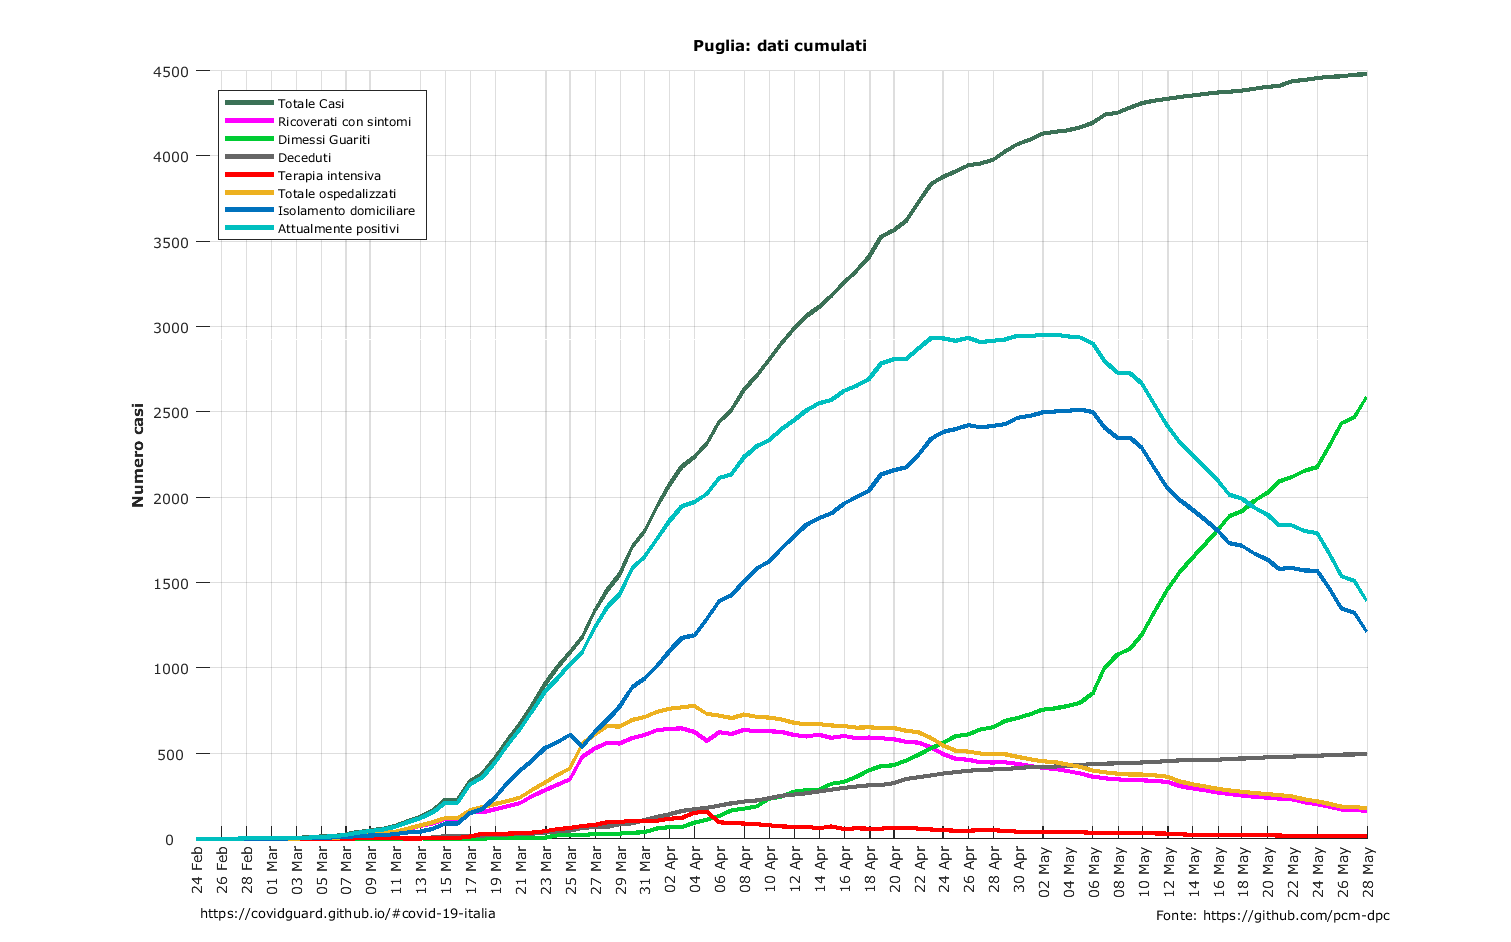 Puglia: dati cumulati
Numero casi
4500
4000
3500
3000
2500
2000
1500
1000
500
0
Totale Casi
Ricoverati con sintomi
Dimessi Guariti
Deceduti
Terapia intensiva
Totale ospedalizzati
Isolamento domiciliare
Attualmente positivi
24 Feb
26 Feb
28 Feb
01 Mar
03 Mar
05 Mar
07 Mar
09 Mar
11 Mar
13 Mar
15 Mar
17 Mar
19 Mar
21 Mar
23 Mar
25 Mar
27 Mar
29 Mar
31 Mar
02 Apr
04 Apr
06 Apr
08 Apr
10 Apr
12 Apr
14 Apr
16 Apr
18 Apr
20 Apr
22 Apr
24 Apr
26 Apr
28 Apr
30 Apr
02 May
04 May
06 May
08 May
10 May
12 May
14 May
16 May
18 May
20 May
22 May
24 May
26 May
28 May
https://covidguard.github.io/#covid-19-italia
Fonte: https://github.com/pcm-dpc